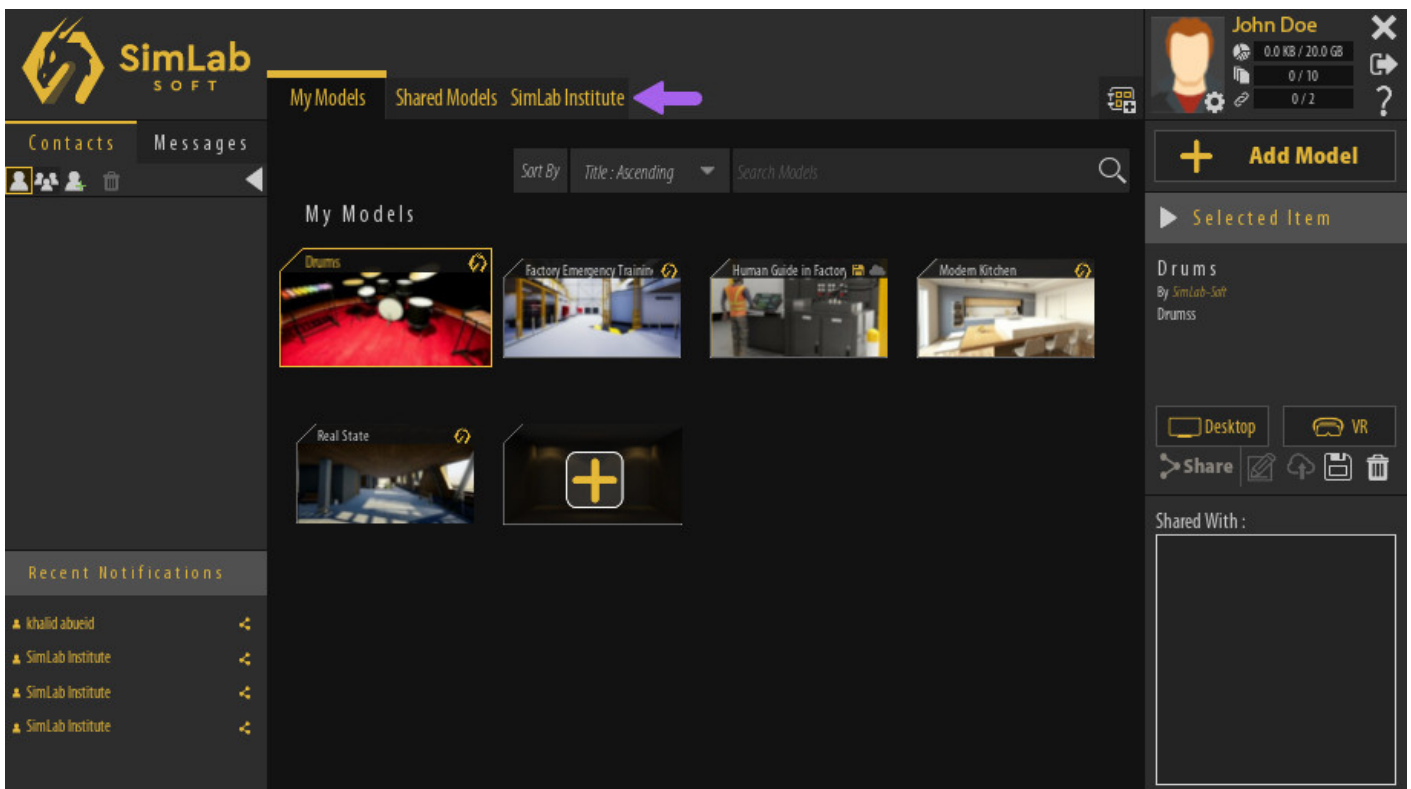 SimLab
SOFT
My Models
Shared Models
SimLab Institute
John Doe
0.0 KB / 20.0 GB
0 / 10
0 / 2
?
Contacts
Messages
Sort By
Title : Ascending
Search Models
Add Model
My Models
Selected Item
Drums
Factory Emergency Trainin
Human Guide in Factory
Modern Kitchen
Real State
Drums
By SimLab-Soft
Drumss
Desktop
VR
Share
Shared With :
Recent Notifications
khalid abueid
SimLab Institute
SimLab Institute
SimLab Institute